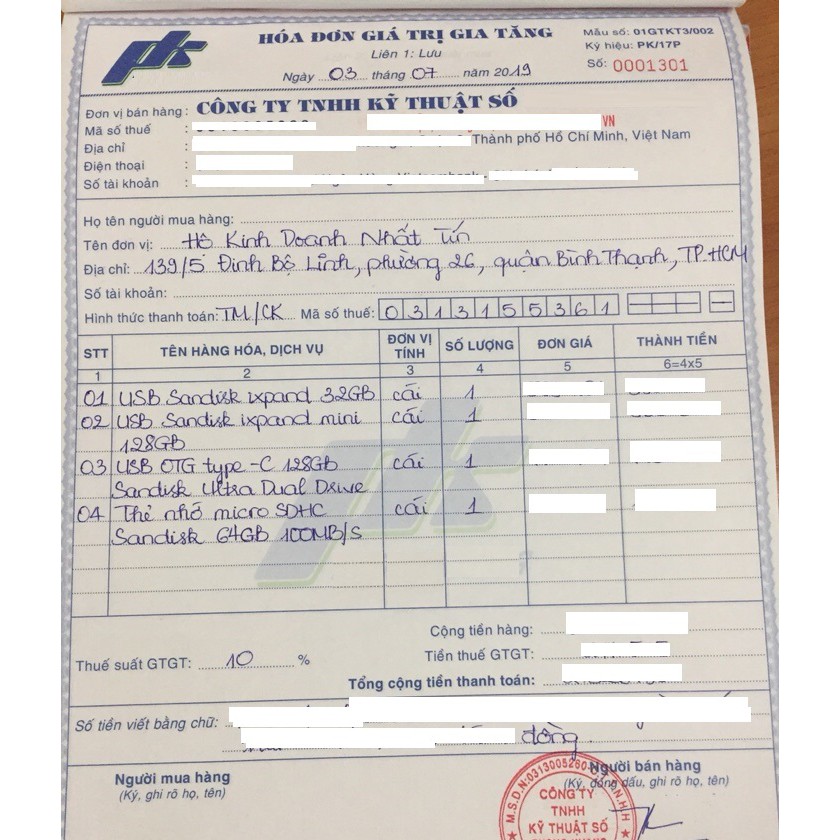 PK
HÓA ĐƠN GIÁ TRỊ GIA TĂNG
Liên 1: Lưu
Ngày 03 tháng 07 năm 2019
Mẫu số: 01GTKT3/002
Ký hiệu: PK/17P
Số: 0001301
Đơn vị bán hàng: CÔNG TY TNHH KỸ THUẬT SỐ
Mã số thuế : VN
Địa chỉ : Thành phố Hồ Chí Minh, Việt Nam
Điện thoại :
Số tài khoản :
Họ tên người mua hàng:
Tên đơn vị: Hộ Kinh Doanh Nhất Tín
Địa chỉ: 139/5 Đinh Bộ Lĩnh, phường 26, quận Bình Thạnh, TP.HCM
Số tài khoản:
Hình thức thanh toán: TM/CK Mã số thuế: 0313155361
STT TÊN HÀNG HÓA, DỊCH VỤ ĐƠN VỊ TÍNH SỐ LƯỢNG ĐƠN GIÁ THÀNH TIỀN
1 2 3 4 5 6=4x5
01 USB Sandisk ixpand 32GB cái 1
02 USB Sandisk ixpand mini cái 1
128GB
03 USB OTG type-C 128GB cái 1
Sandisk Ultra Dual Drive
04 Thẻ nhớ micro SDHC cái 1
Sandisk 64GB 100MB/S
Cộng tiền hàng:
Thuế suất GTGT: 10 % Tiền thuế GTGT:
Tổng cộng tiền thanh toán:
Số tiền viết bằng chữ:
đồng.
Người mua hàng
(Ký, ghi rõ họ, tên)
Người bán hàng
(Ký, đóng dấu, ghi rõ họ, tên)
M.S.D.N:0313005260
CÔNG TY
TNHH
KỸ THUẬT SỐ